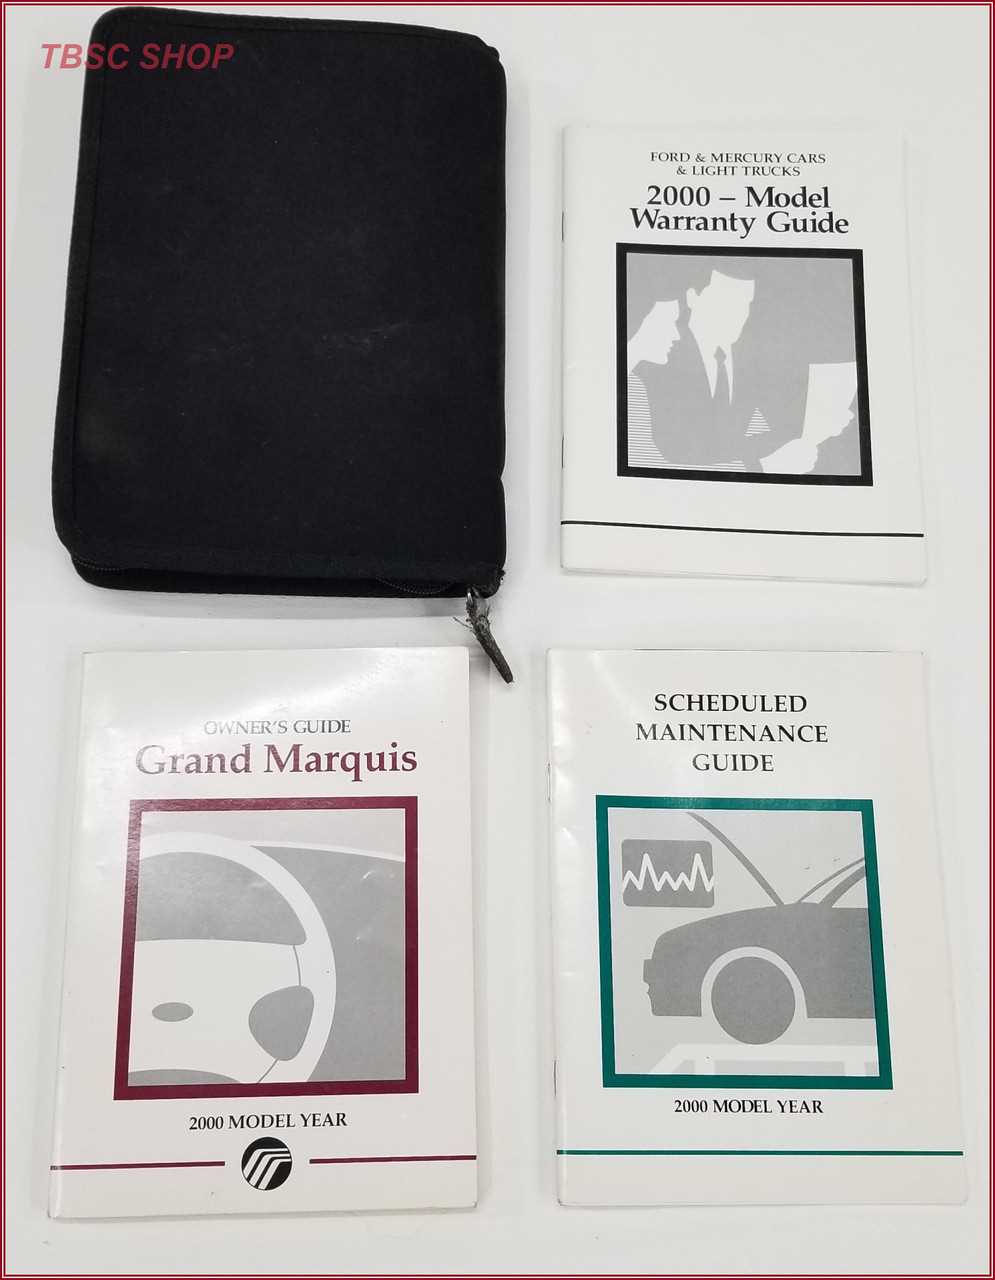 TBSC SHOP
FORD & MERCURY CARS
& LIGHT TRUCKS
2000 – Model
Warranty Guide
OWNER'S GUIDE
Grand Marquis
2000 MODEL YEAR
SCHEDULED
MAINTENANCE
GUIDE
2000 MODEL YEAR